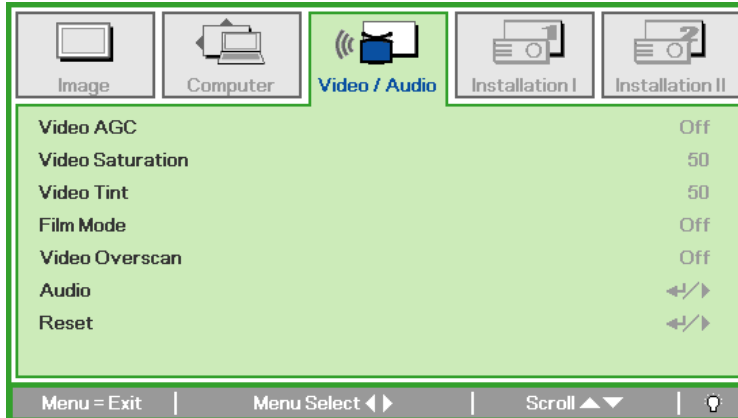 Image Computer Video / Audio Installation I Installation II
Video AGC Off
Video Saturation 50
Video Tint 50
Film Mode Off
Video Overscan Off
Audio
Reset
Menu = Exit Menu Select Scroll